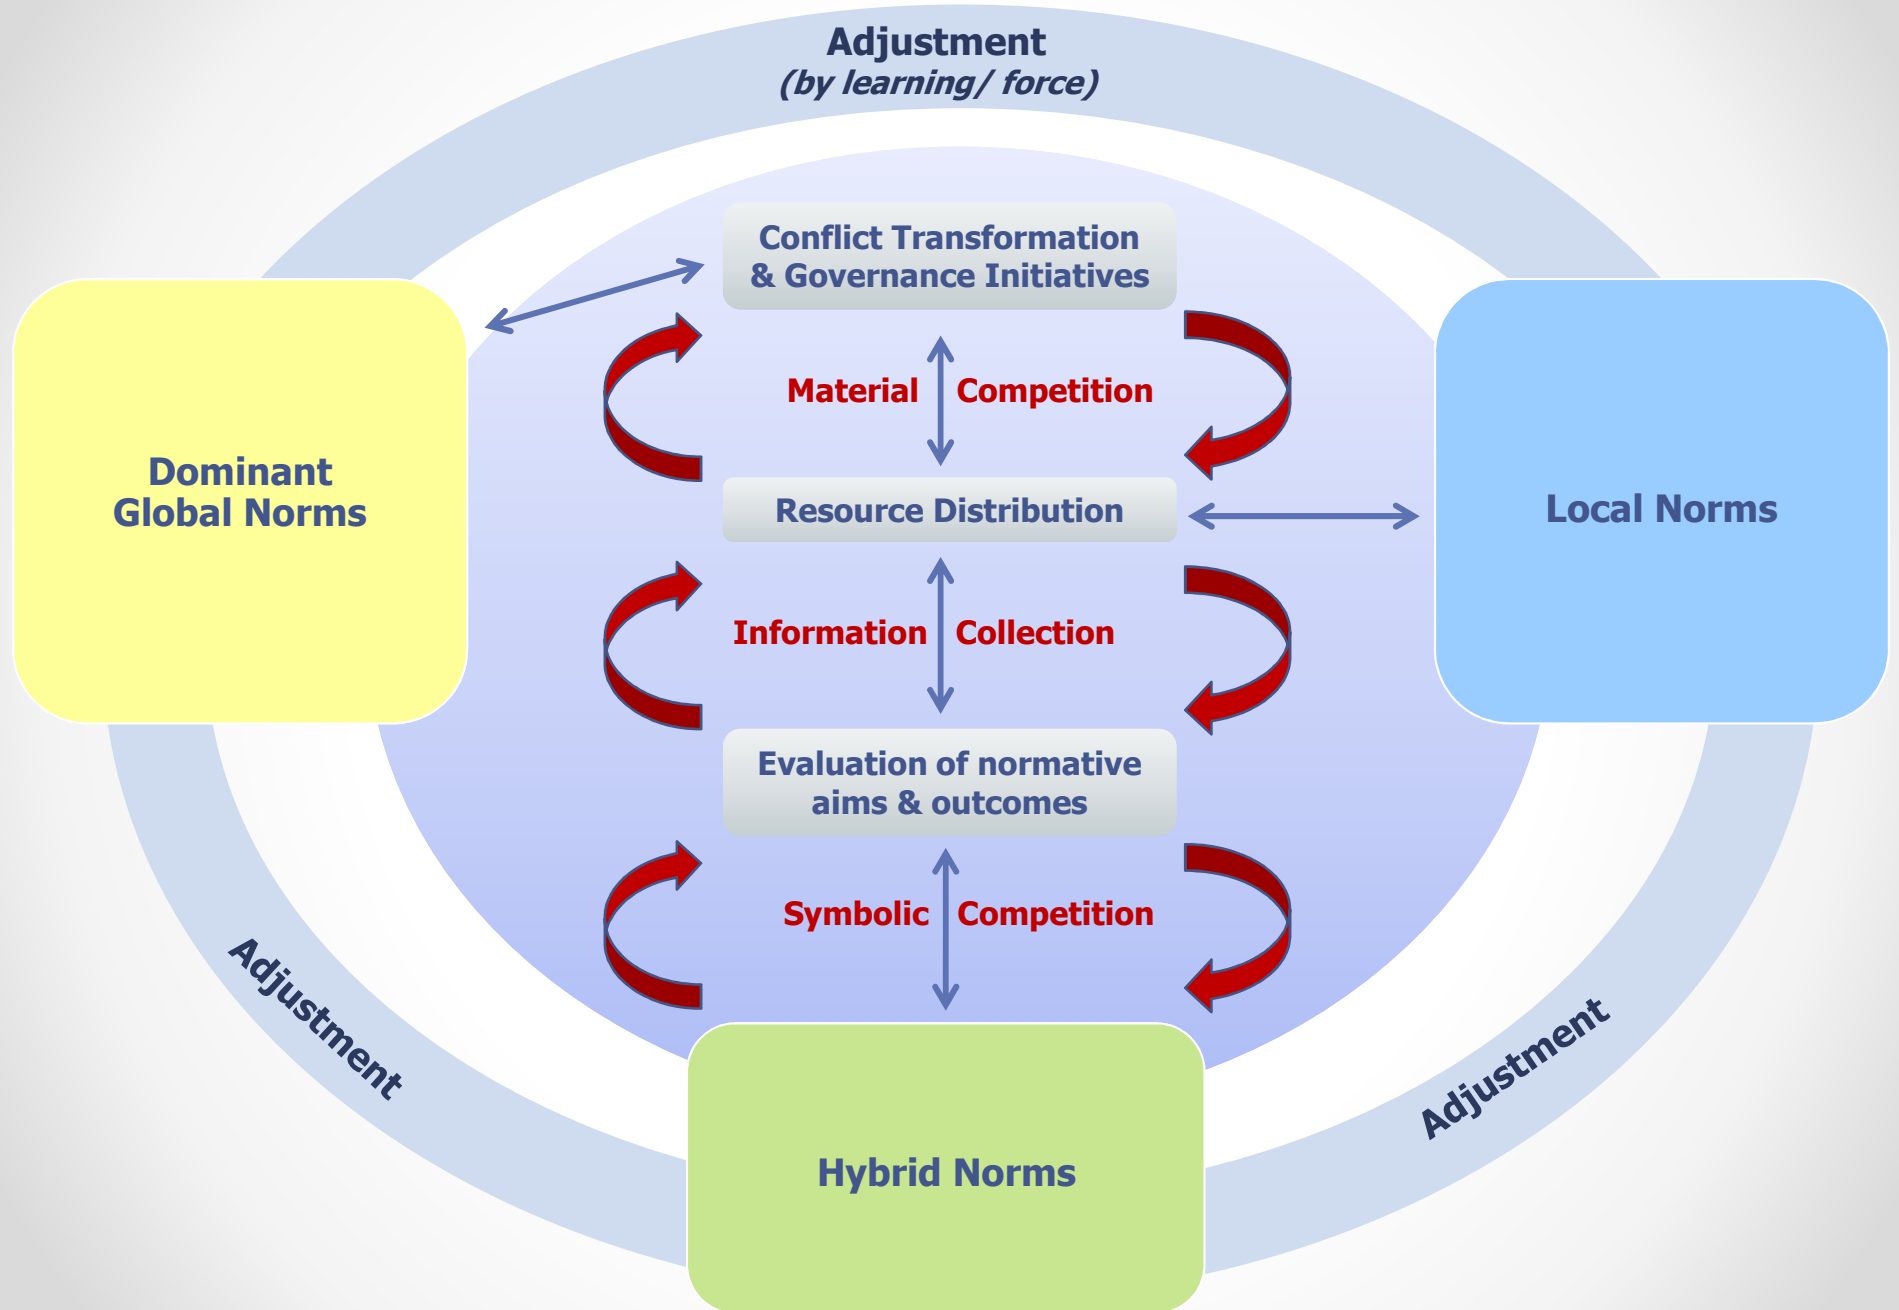 Adjustment
(by learning/ force)
Conflict Transformation
& Governance Initiatives
Material Competition
Dominant
Global Norms
Resource Distribution
Local Norms
Information Collection
Evaluation of normative
aims & outcomes
Symbolic Competition
Adjustment
Adjustment
Hybrid Norms